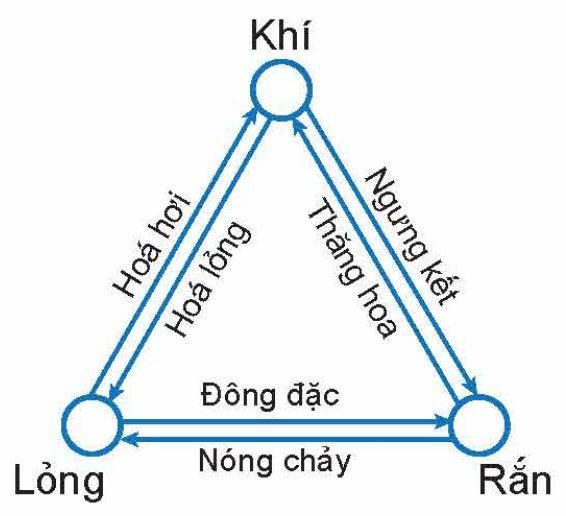 Khí
Hoá hơi
Hoá lỏng
Thăng hoa
Ngưng kết
Đông đặc
Nóng chảy
Lỏng
Rắn